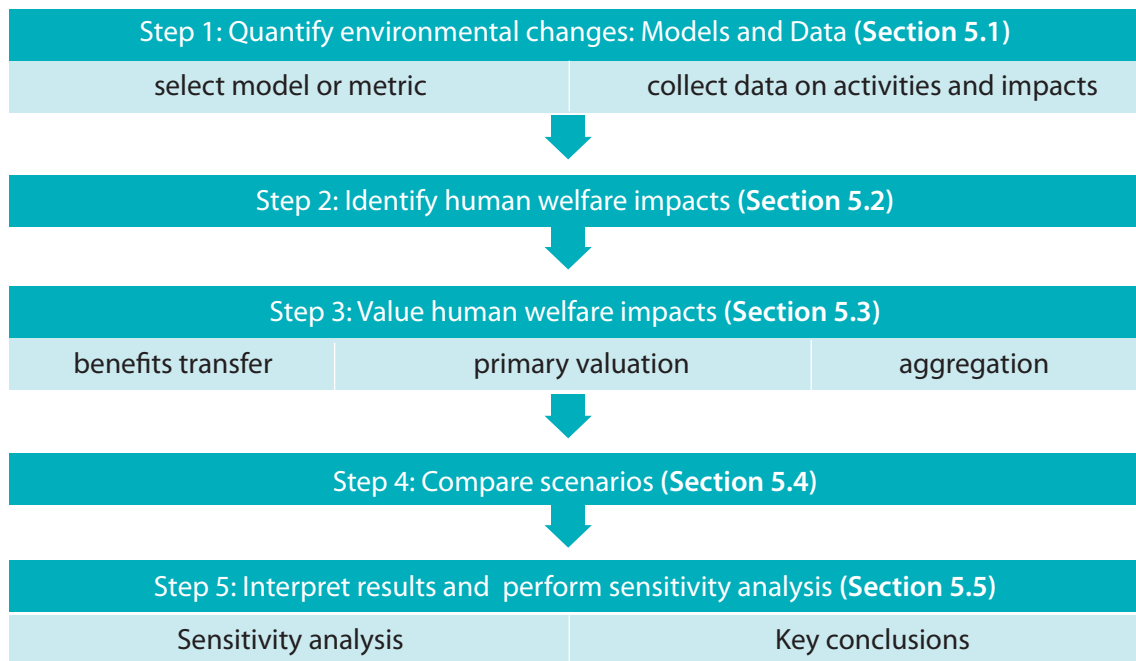 Step 1: Quantify environmental changes: Models and Data (Section 5.1)
select model or metric
collect data on activities and impacts
Step 2: Identify human welfare impacts (Section 5.2)
Step 3: Value human welfare impacts (Section 5.3)
benefits transfer
primary valuation
aggregation
Step 4: Compare scenarios (Section 5.4)
Step 5: Interpret results and perform sensitivity analysis (Section 5.5)
Sensitivity analysis
Key conclusions